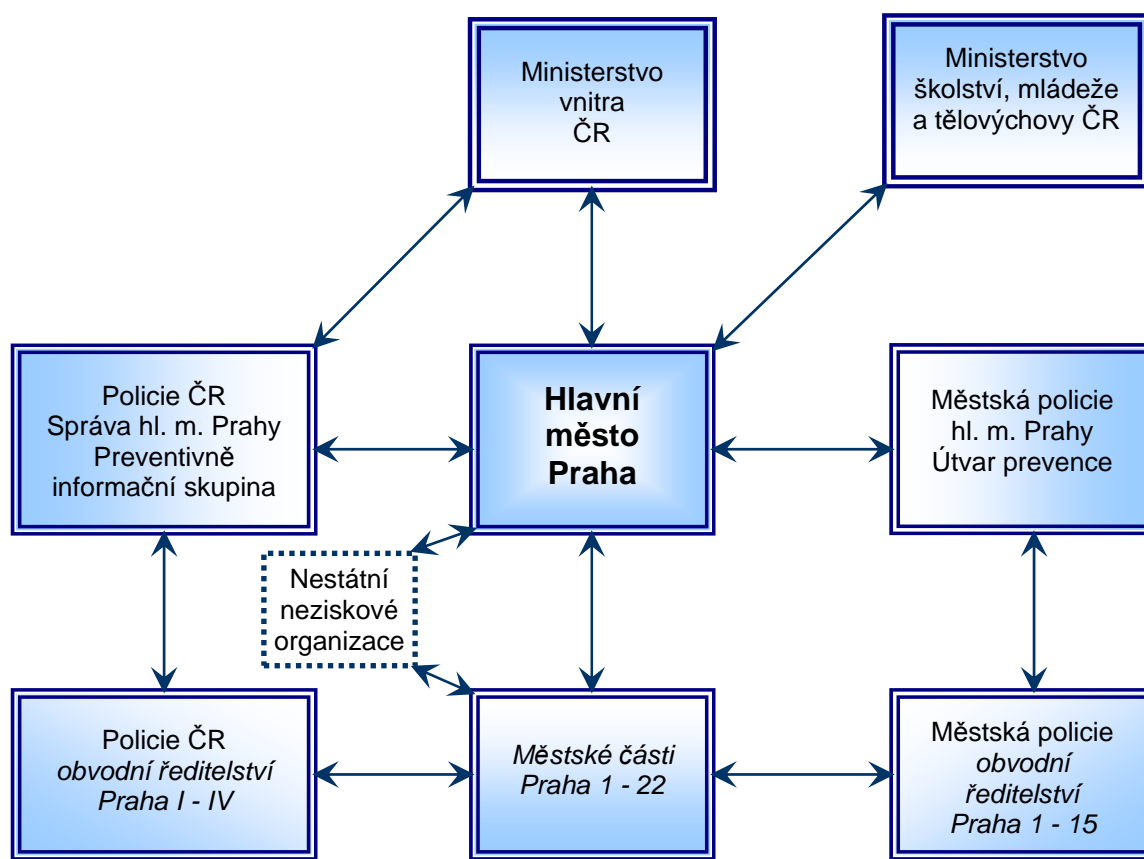 Ministerstvo
vnitra
ČR
Ministerstvo
školství, mládeže
a tělovýchovy ČR
Policie ČR
Správa hl. m. Prahy
Preventivně
informační skupina
Hlavní
město
Praha
Městská policie
hl. m. Prahy
Útvar prevence
Nestátní
neziskové
organizace
Policie ČR
obvodní ředitelství
Praha I - IV
Městské části
Praha 1 - 22
Městská policie
obvodní
ředitelství
Praha 1 - 15